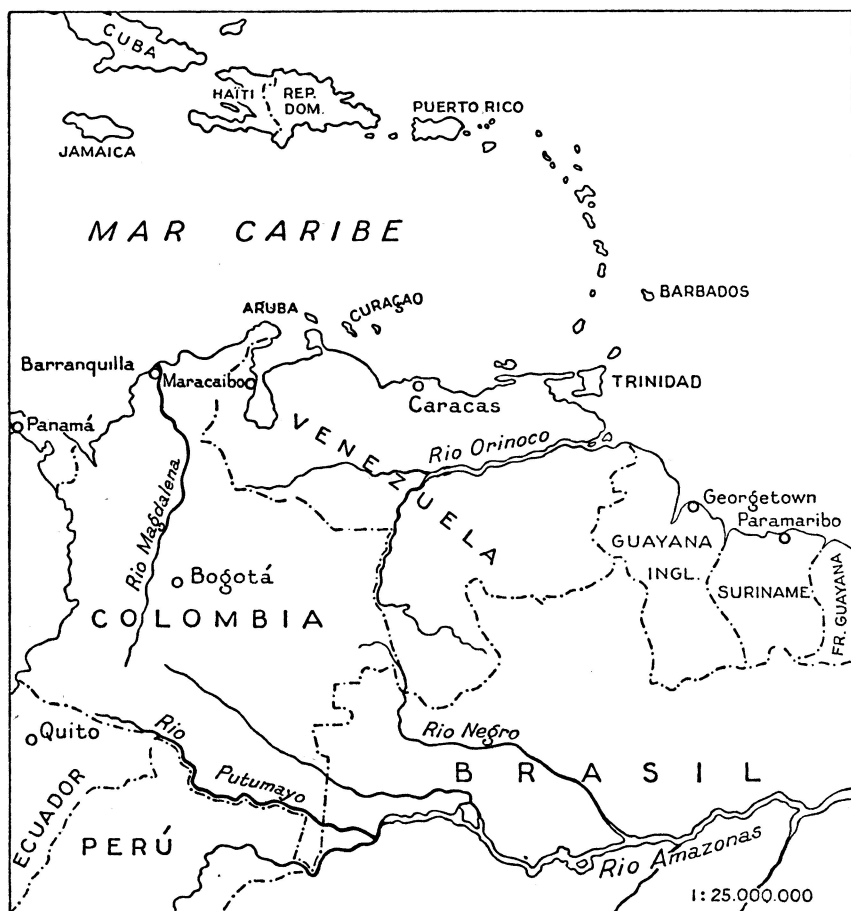 CUBA
HAÏTI
REP.
DOM.
PUERTO RICO
JAMAICA
MAR CARIBE
BARBADOS
ARUBA
CURAÇAO
Barranquilla
Maracaibo
Caracas
TRINIDAD
Panamá
VENEZUELA
Rio Orinoco
Rio Magdalena
Georgetown
Paramaribo
GUAYANA
INGL.
SURINAME
FR. GUAYANA
Bogotá
COLOMBIA
Quito
Rio
Putumayo
Rio Negro
BRASIL
ECUADOR
PERÚ
Rio Amazonas
1:25.000.000